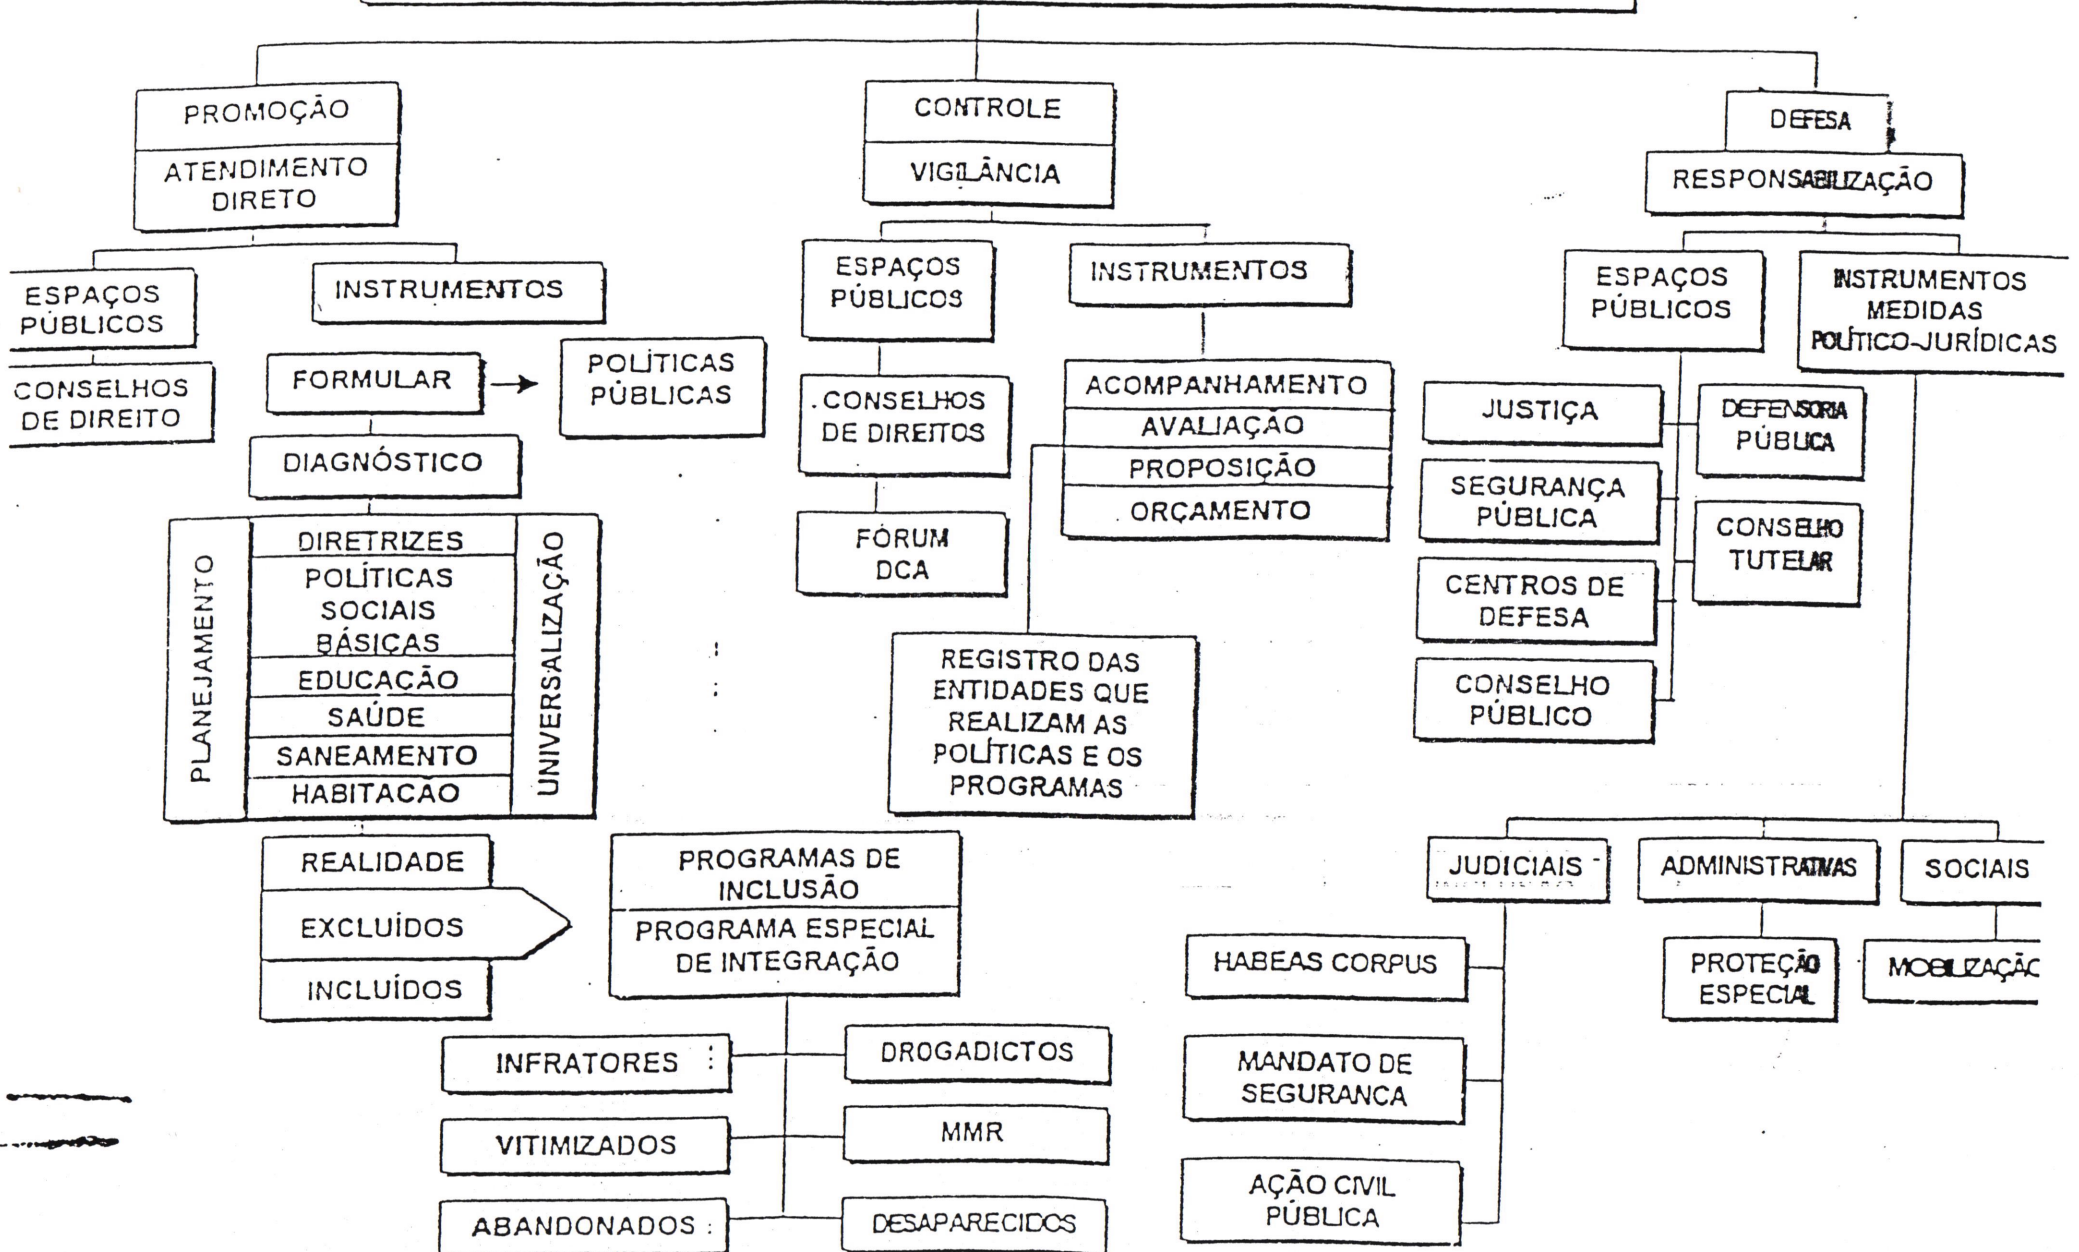 PROMOÇÃO
ATENDIMENTO
DIRETO
ESPAÇOS
PÚBLICOS
CONSELHOS
DE DIREITO
INSTRUMENTOS
FORMULAR
POLÍTICAS
PÚBLICAS
DIAGNÓSTICO
PLANEJAMENTO
DIRETRIZES
POLÍTICAS
SOCIAIS
BÁSICAS
EDUCAÇÃO
SAÚDE
SANEAMENTO
HABITACÃO
UNIVERSALIZAÇÃO
REALIDADE
EXCLUÍDOS
INCLUÍDOS
PROGRAMAS DE
INCLUSÃO
PROGRAMA ESPECIAL
DE INTEGRAÇÃO
INFRATORES
DROGADICTOS
VITIMIZADOS
MMR
ABANDONADOS
DESAPARECIDOS
CONTROLE
VIGILÂNCIA
ESPAÇOS
PÚBLICOS
CONSELHOS
DE DIREITOS
FÓRUM
DCA
INSTRUMENTOS
ACOMPANHAMENTO
AVALIAÇÃO
PROPOSIÇÃO
ORÇAMENTO
REGISTRO DAS
ENTIDADES QUE
REALIZAM AS
POLÍTICAS E OS
PROGRAMAS
DEFESA
RESPONSABILIZAÇÃO
ESPAÇOS
PÚBLICOS
JUSTIÇA
DEFENSORIA
PÚBLICA
SEGURANÇA
PÚBLICA
CONSELHO
TUTELAR
CENTROS DE
DEFESA
CONSELHO
PÚBLICO
INSTRUMENTOS
MEDIDAS
POLÍTICO-JURÍDICAS
JUDICIAIS
HABEAS CORPUS
MANDATO DE
SEGURANCA
AÇÃO CIVIL
PÚBLICA
ADMINISTRATIVAS
PROTEÇÃO
ESPECIAL
SOCIAIS
MOBILIZAÇÃO